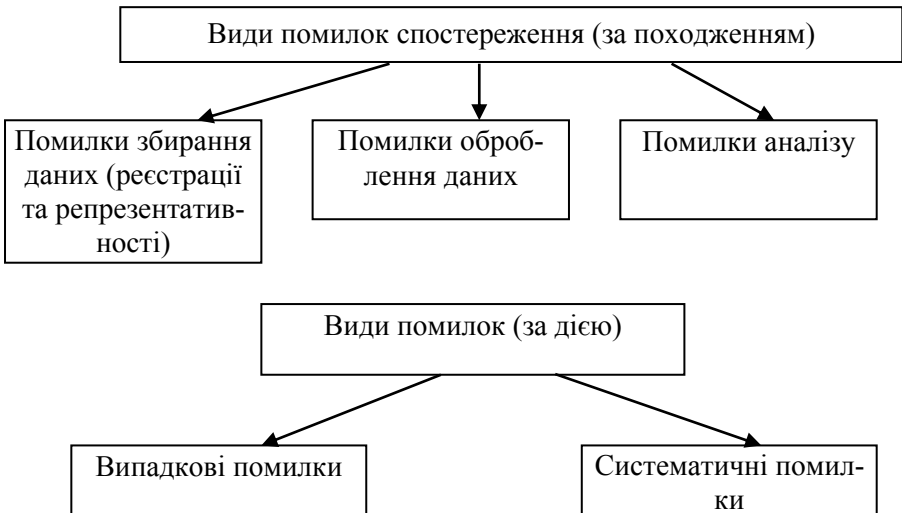 Види помилок спостереження (за походженням)
Помилки збирання
даних (реєстрації
та репрезентатив-
ності)
Помилки оброб-
лення даних
Помилки аналізу
Види помилок (за дією)
Випадкові помилки
Систематичні помил-
ки